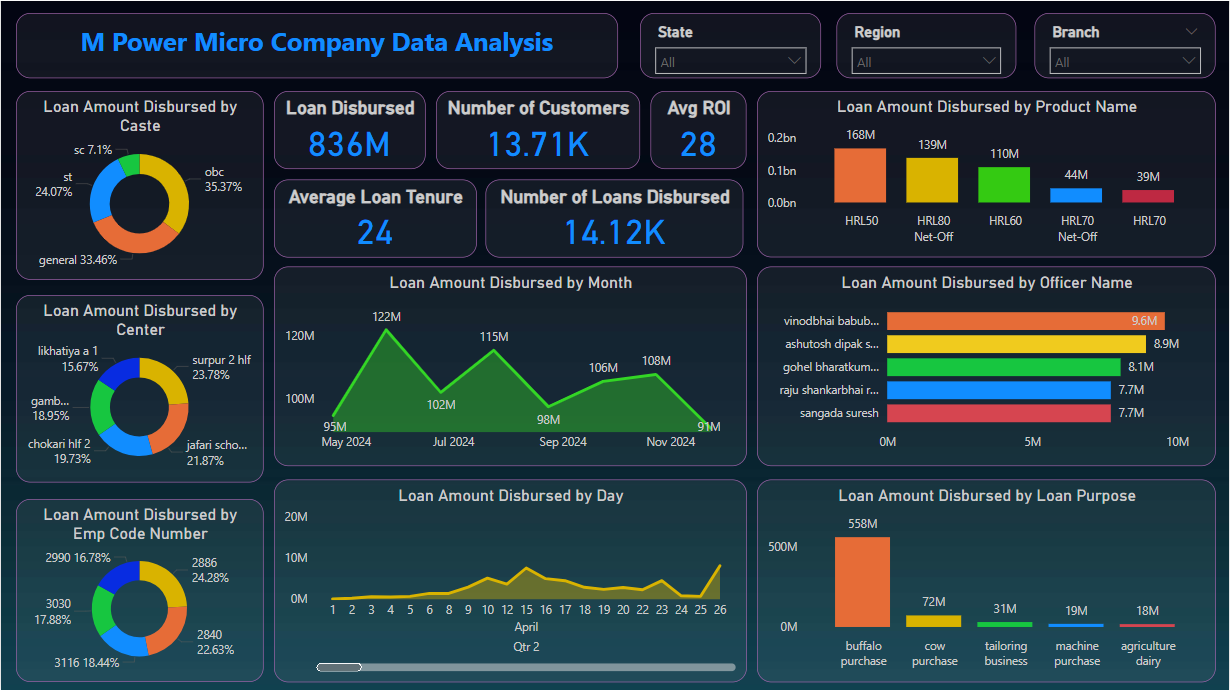 M Power Micro Company Data Analysis
State
All
Region
All
Branch
All
Loan Amount Disbursed by
Caste
sc 7.1%
obc
35.37%
st
24.07%
general 33.46%
Loan Disbursed
836M
Number of Customers
13.71K
Avg ROI
28
Average Loan Tenure
24
Number of Loans Disbursed
14.12K
Loan Amount Disbursed by Product Name
0.2bn
0.1bn
0.0bn
168M
139M
110M
44M
39M
HRL50
HRL80
Net-Off
HRL60
HRL70
Net-Off
HRL70
Loan Amount Disbursed by
Center
likhatiya a 1
15.67%
surpur 2 hlf
23.78%
gamb...
18.95%
chokari hlf 2
19.73%
jafari scho...
21.87%
Loan Amount Disbursed by Month
120M
100M
95M
122M
102M
115M
98M
106M
108M
91M
May 2024
Jul 2024
Sep 2024
Nov 2024
Loan Amount Disbursed by Officer Name
vinodbhai babub...
9.6M
ashutosh dipak s...
8.9M
gohel bharatkum...
8.1M
raju shankarbhai r...
7.7M
sangada suresh
7.7M
0M
5M
10M
Loan Amount Disbursed by
Emp Code Number
2990 16.78%
2886
24.28%
3030
17.88%
2840
22.63%
3116 18.44%
Loan Amount Disbursed by Day
20M
10M
0M
1 2 3 4 5 6 8 9 10 12 15 16 17 18 19 20 22 23 24 25 26
April
Qtr 2
Loan Amount Disbursed by Loan Purpose
500M
0M
558M
72M
31M
19M
18M
buffalo
purchase
cow
purchase
tailoring
business
machine
purchase
agriculture
dairy